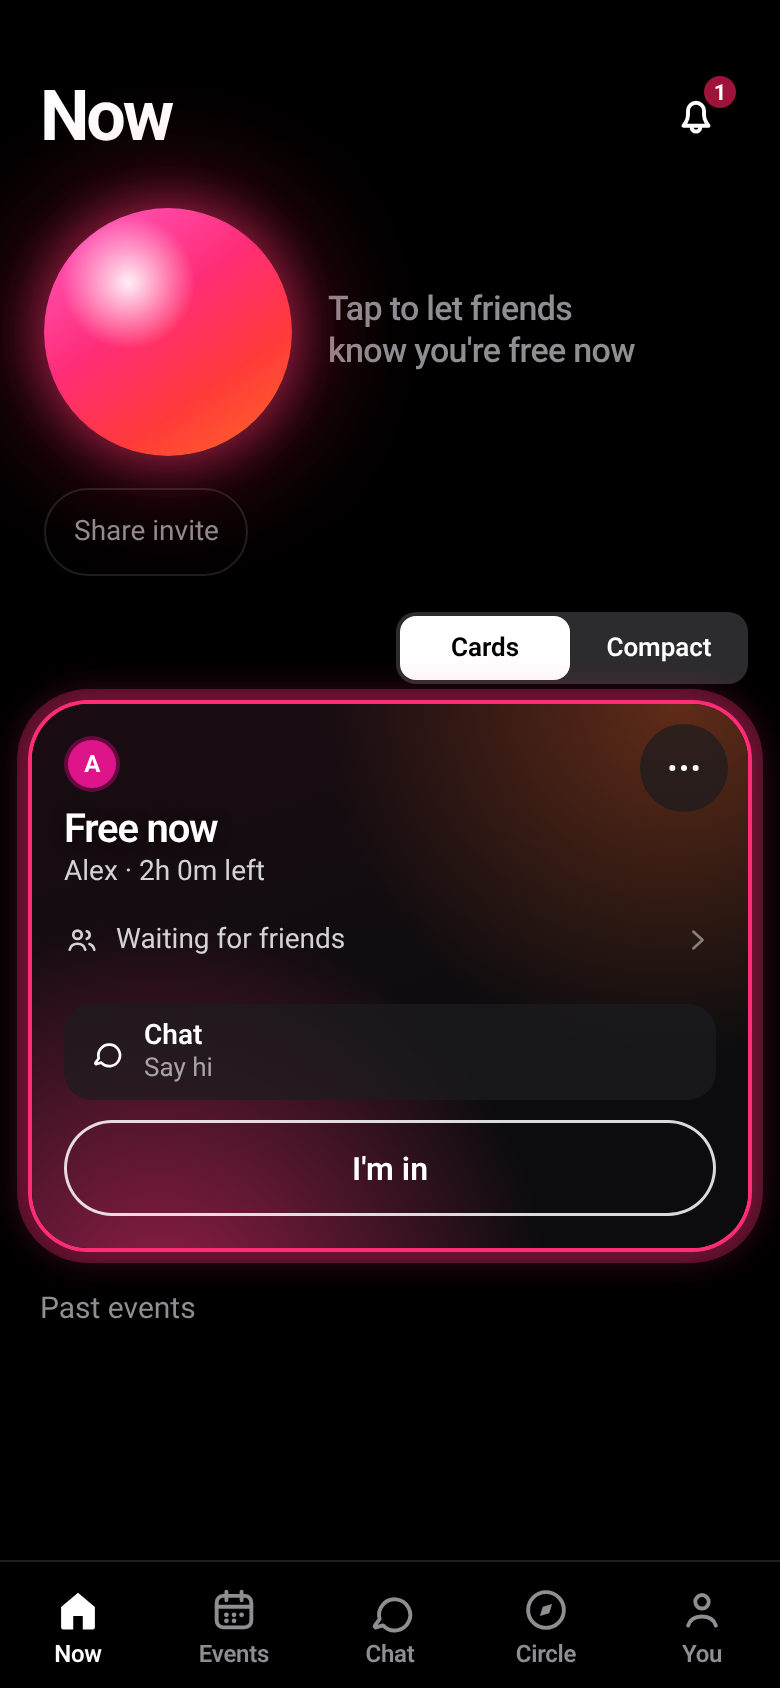 Now
1
Tap to let friends
know you're free now
Share invite
Cards
Compact
A
Free now
Alex · 2h 0m left
Waiting for friends
Chat
Say hi
I'm in
Past events
Now
Events
Chat
Circle
You